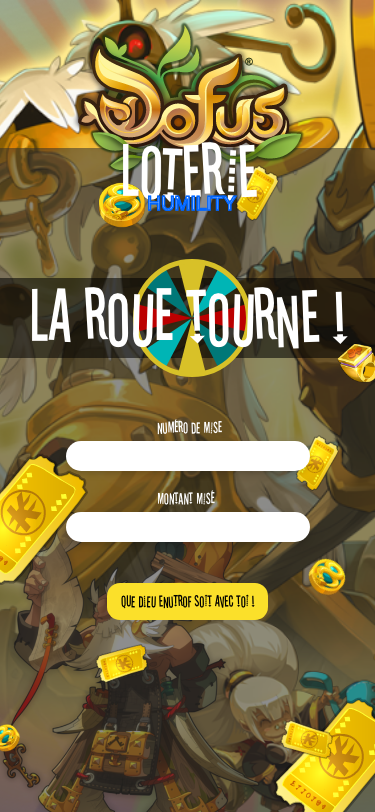 Dofus®
LOTERIE
HUMILITY
LA ROUE TOURNE !
NUMÉRO DE MISE
MONTANT MISÉ
QUE DIEU ENUTROF SOIT AVEC TOI !